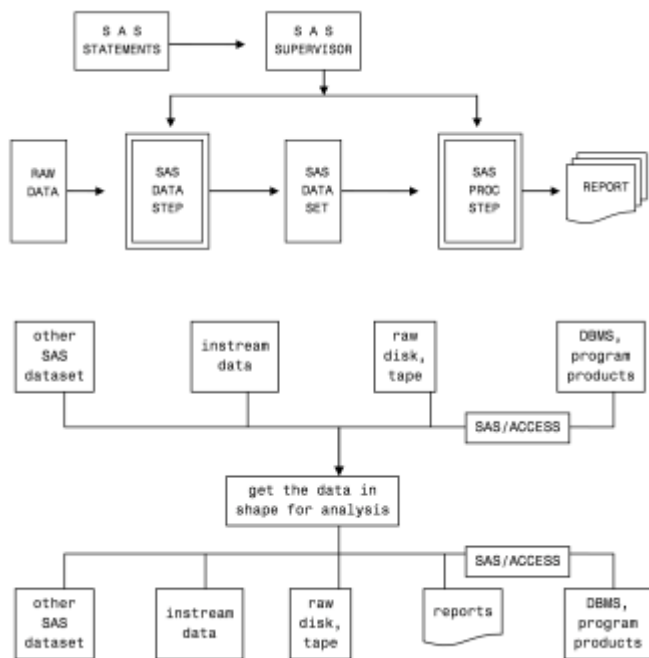 S A S
STATEMENTS
S A S
SUPERVISOR
RAW
DATA
SAS
DATA
STEP
SAS
DATA
SET
SAS
PROC
STEP
REPORT
other
SAS
dataset
instream
data
raw
disk,
tape
DBMS,
program
products
SAS/ACCESS
get the data in
shape for analysis
SAS/ACCESS
other
SAS
dataset
instream
data
raw
disk,
tape
reports
DBMS,
program
products